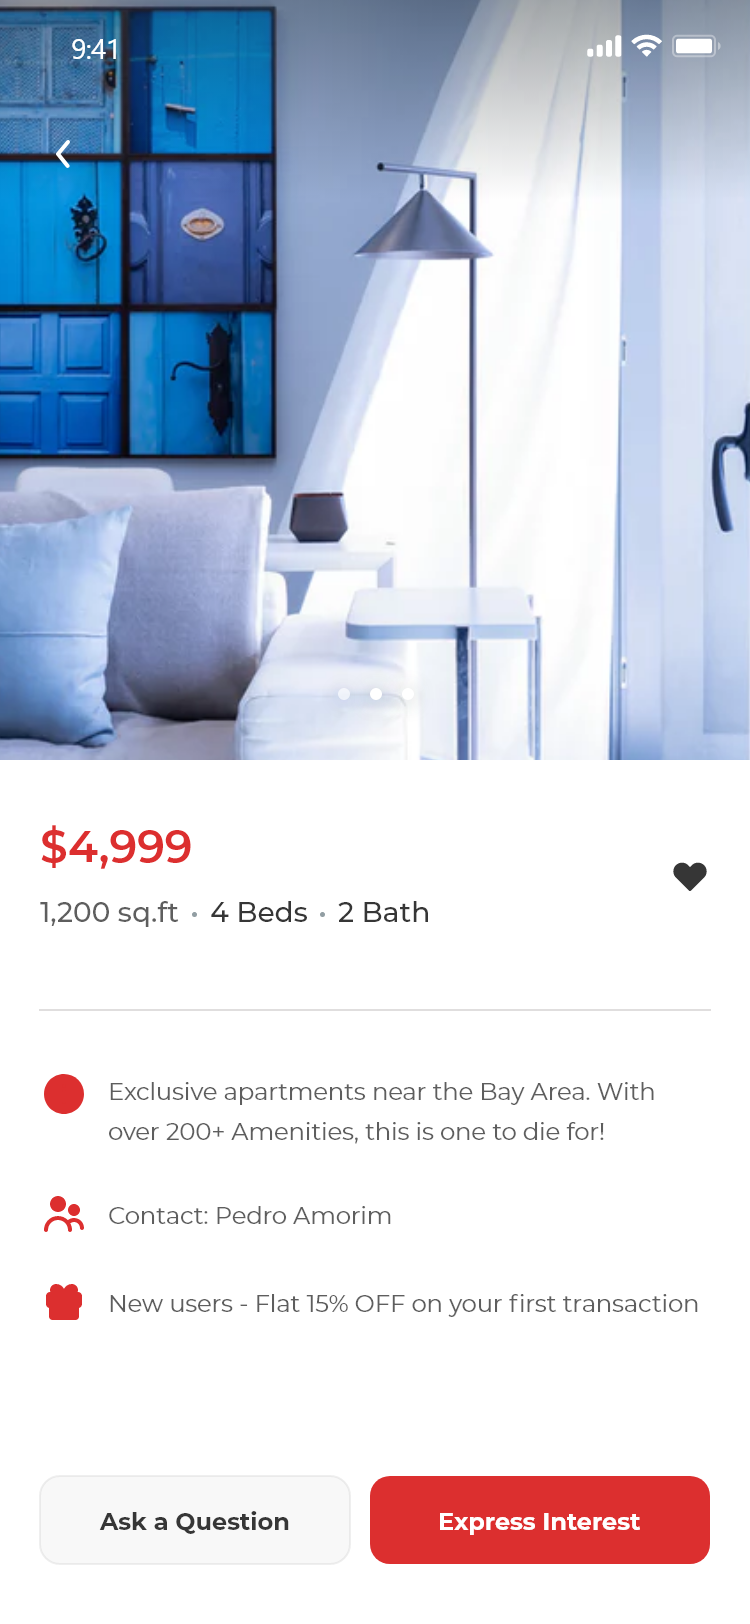 9:41
$4,999
1,200 sq.ft • 4 Beds • 2 Bath
Exclusive apartments near the Bay Area. With
over 200+ Amenities, this is one to die for!
Contact: Pedro Amorim
New users - Flat 15% OFF on your first transaction
Ask a Question
Express Interest